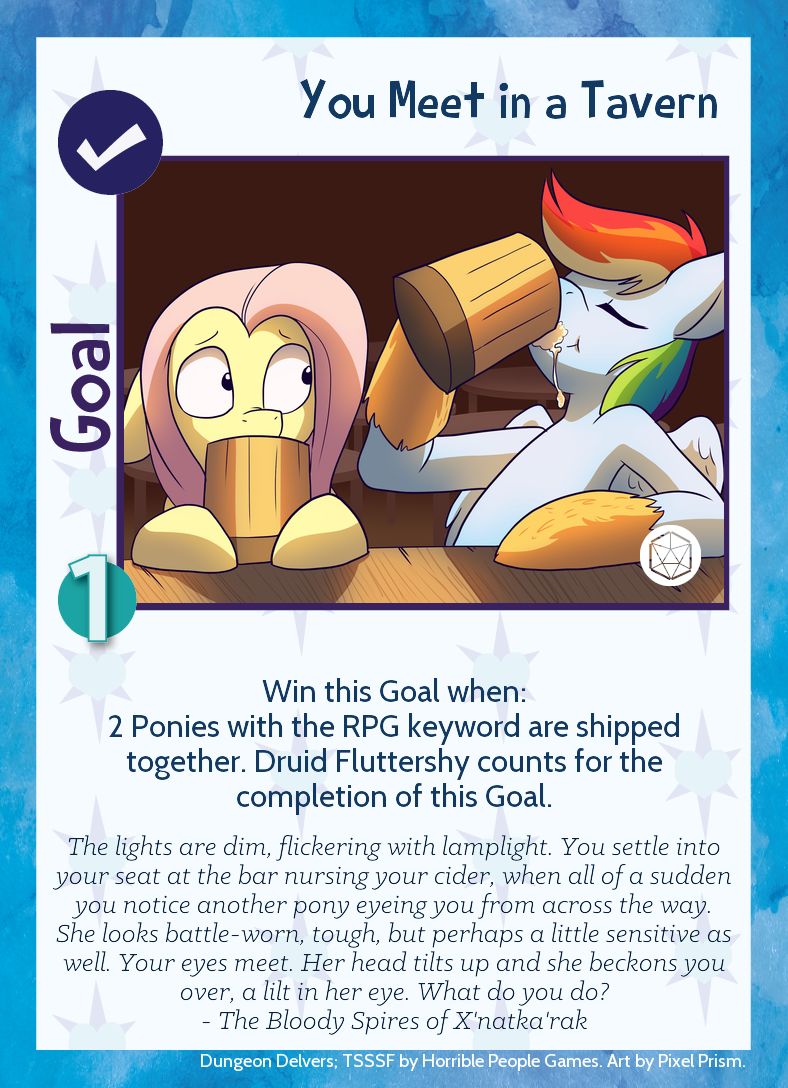 You Meet in a Tavern
Goal
1
Win this Goal when:
2 Ponies with the RPG keyword are shipped
together. Druid Fluttershy counts for the
completion of this Goal.
The lights are dim, flickering with lamplight. You settle into
your seat at the bar nursing your cider, when all of a sudden
you notice another pony eyeing you from across the way.
She looks battle-worn, tough, but perhaps a little sensitive as
well. Your eyes meet. Her head tilts up and she beckons you
over, a lilt in her eye. What do you do?
- The Bloody Spires of X'natka'rak
Dungeon Delvers; TSSSF by Horrible People Games. Art by Pixel Prism.